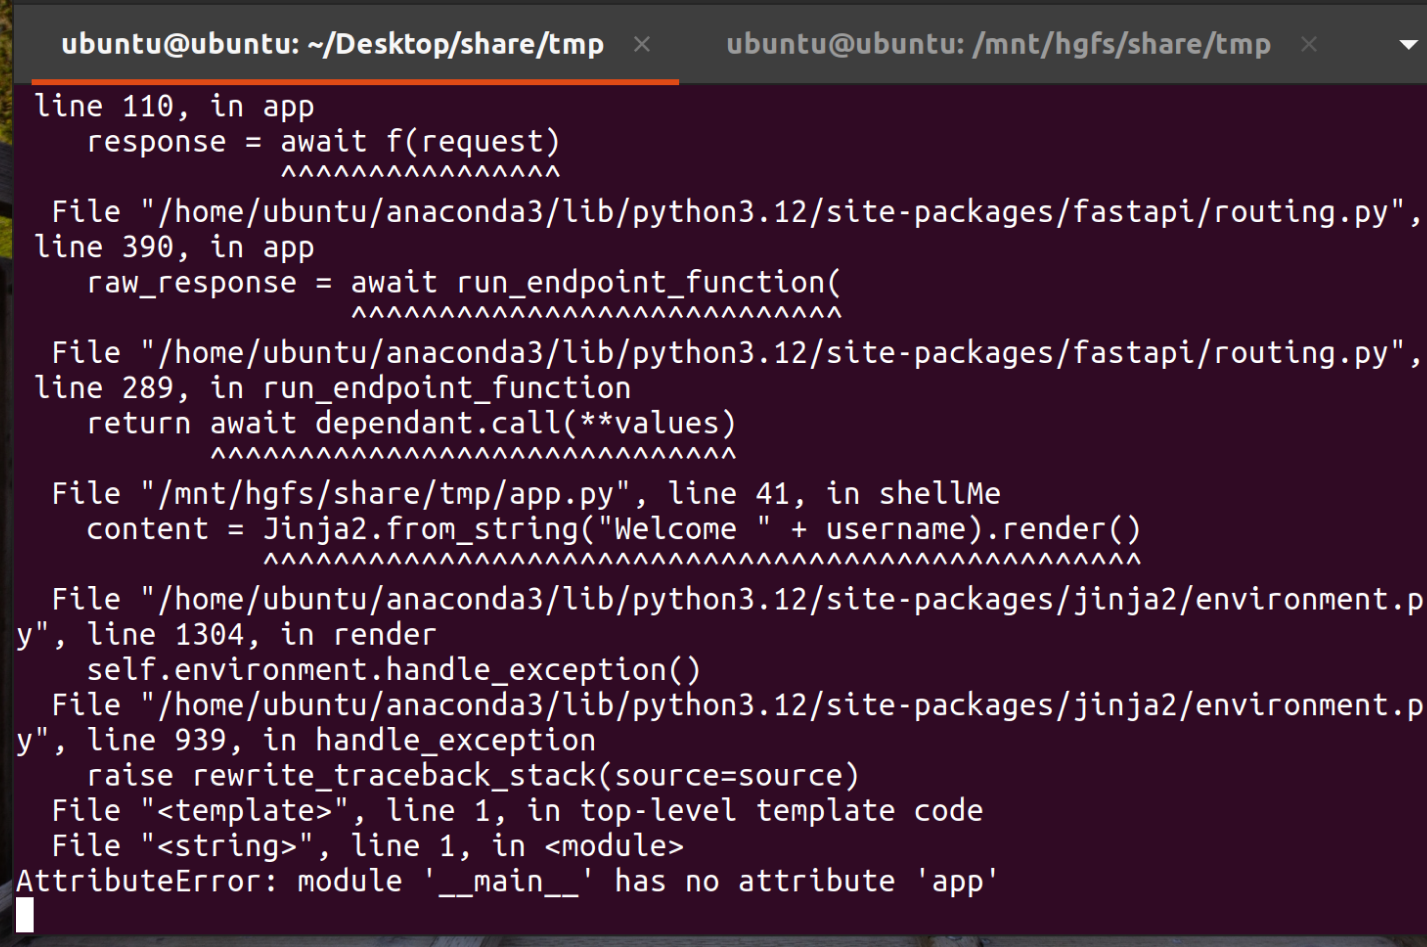 ubuntu@ubuntu: ~/Desktop/share/tmp × ubuntu@ubuntu: /mnt/hgfs/share/tmp ×
line 110, in app
response = await f(request)
^^^^^^^^^^^^^^^^
File "/home/ubuntu/anaconda3/lib/python3.12/site-packages/fastapi/routing.py",
line 390, in app
raw_response = await run_endpoint_function(
^^^^^^^^^^^^^^^^^^^^^^^^^^^^
File "/home/ubuntu/anaconda3/lib/python3.12/site-packages/fastapi/routing.py",
line 289, in run_endpoint_function
return await dependant.call(**values)
^^^^^^^^^^^^^^^^^^^^^^^^^^^^^^
File "/mnt/hgfs/share/tmp/app.py", line 41, in shellMe
content = Jinja2.from_string("Welcome " + username).render()
^^^^^^^^^^^^^^^^^^^^^^^^^^^^^^^^^^^^^^^^^^^^^^^^^^
File "/home/ubuntu/anaconda3/lib/python3.12/site-packages/jinja2/environment.p
y", line 1304, in render
self.environment.handle_exception()
File "/home/ubuntu/anaconda3/lib/python3.12/site-packages/jinja2/environment.p
y", line 939, in handle_exception
raise rewrite_traceback_stack(source=source)
File "<template>", line 1, in top-level template code
File "<string>", line 1, in <module>
AttributeError: module '__main__' has no attribute 'app'